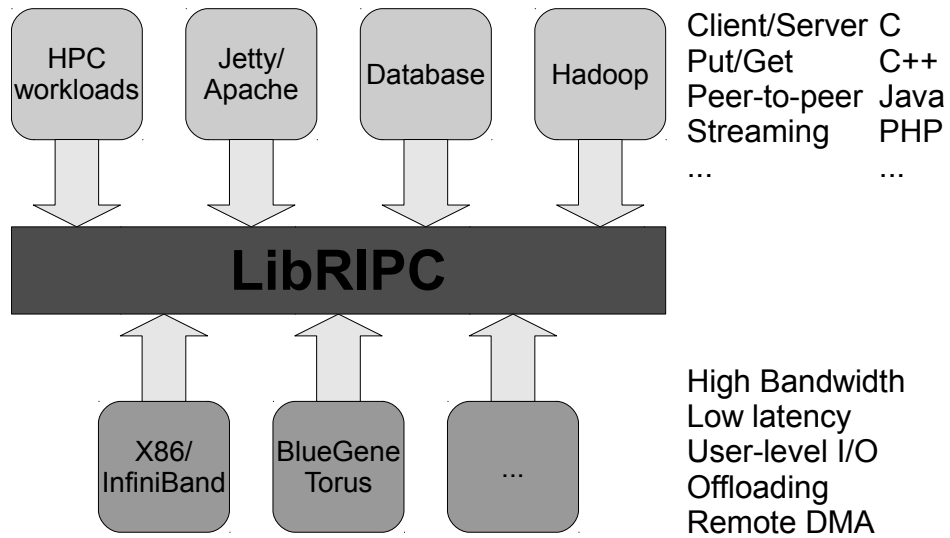 HPC
workloads
Jetty/
Apache
Database
Hadoop
Client/Server C
Put/Get C++
Peer-to-peer Java
Streaming PHP
... ...
LibRIPC
X86/
InfiniBand
BlueGene
Torus
...
High Bandwidth
Low latency
User-level I/O
Offloading
Remote DMA